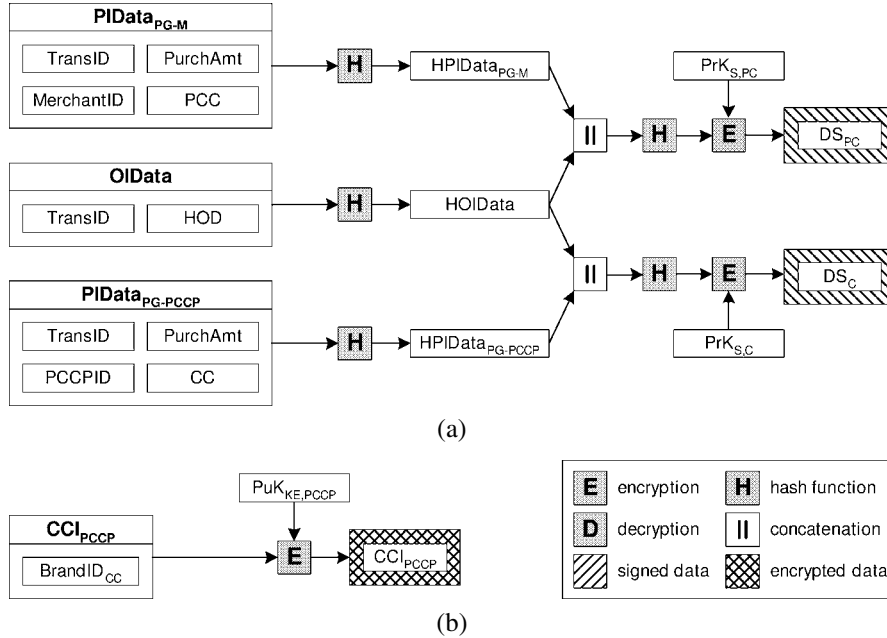 PIData_PG-M
TransID PurchAmt
MerchantID PCC
H
HPIData_PG-M
PrK_S,PC
|| H E DS_PC
OIData
TransID HOD
H
HOIData
PIData_PG-PCCP
TransID PurchAmt
PCCPID CC
H
HPIData_PG-PCCP
|| H E DS_C
PrK_S,C
(a)
PuK_KE,PCCP
CCI_PCCP
BrandID_CC
E
CCI_PCCP
E encryption H hash function
D decryption || concatenation
signed data encrypted data
(b)